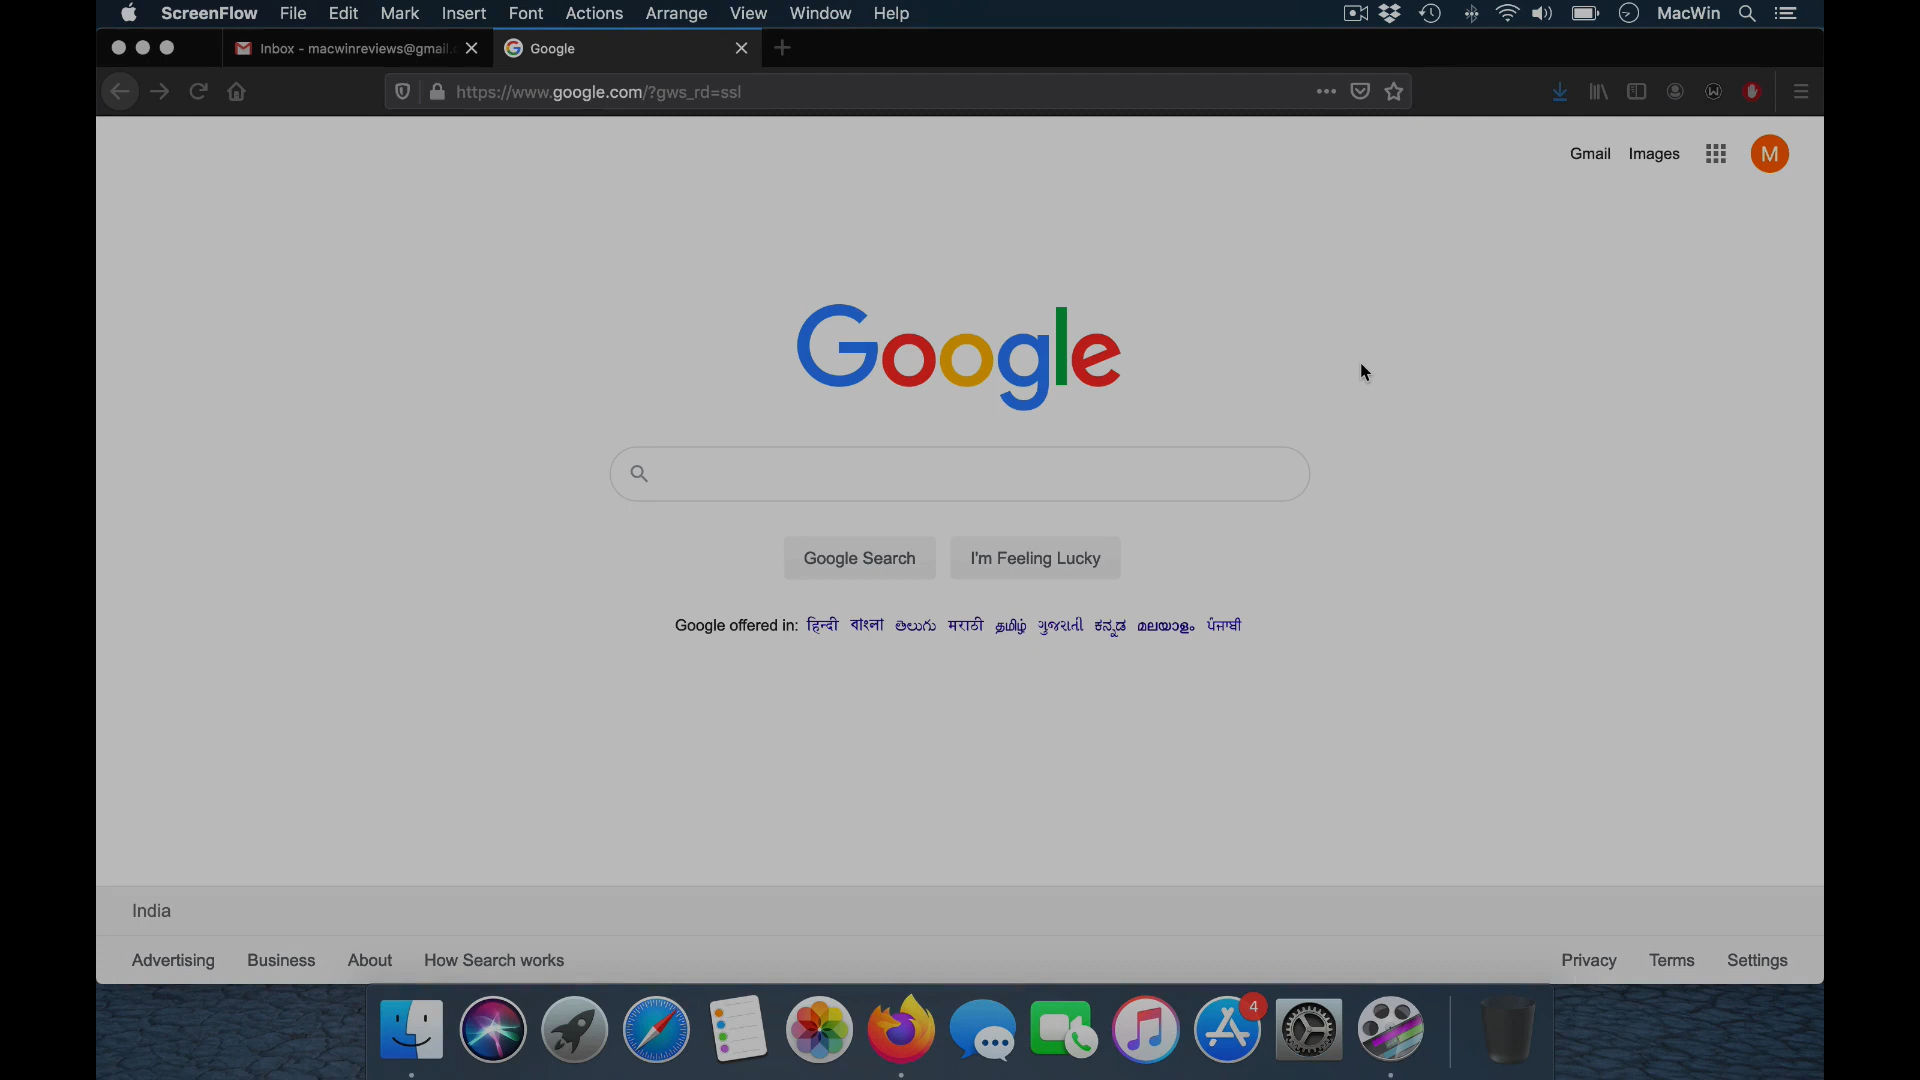 ScreenFlow File Edit Mark Insert Font Actions Arrange View Window Help MacWin
Inbox - macwinreviews@gmail. Google
https://www.google.com/?gws_rd=ssl
Gmail Images M
Google
Google Search I'm Feeling Lucky
Google offered in: हिन्दी বাংলা తెలుగు मराठी தமிழ் ગુજરાતી ಕನ್ನಡ മലയാളം ਪੰਜਾਬੀ
India
Advertising Business About How Search works Privacy Terms Settings
4